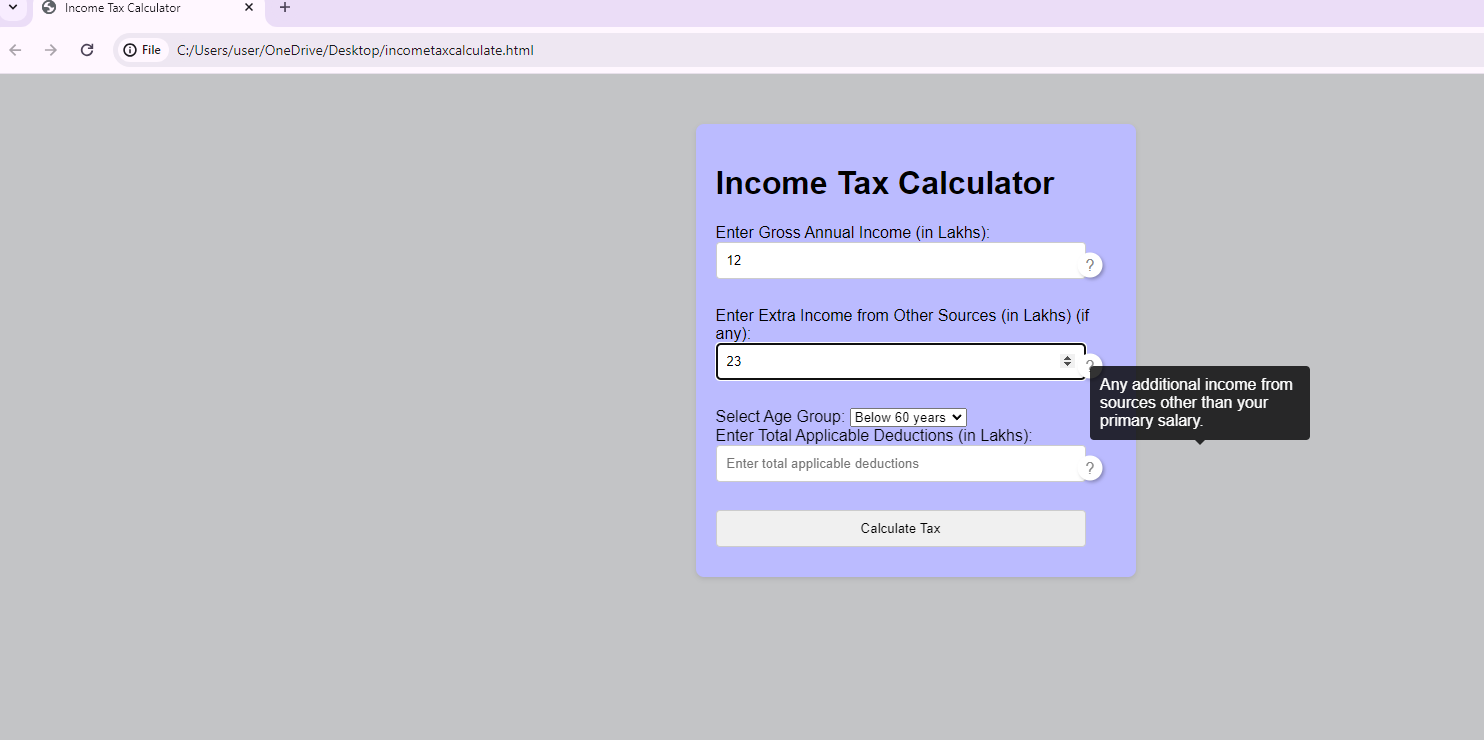 Income Tax Calculator
File C:/Users/user/OneDrive/Desktop/incometaxcalculate.html
Income Tax Calculator
Enter Gross Annual Income (in Lakhs):
12
?
Enter Extra Income from Other Sources (in Lakhs) (if
any):
23
?
Any additional income from
sources other than your
primary salary.
Select Age Group: Below 60 years
Enter Total Applicable Deductions (in Lakhs):
Enter total applicable deductions
?
Calculate Tax